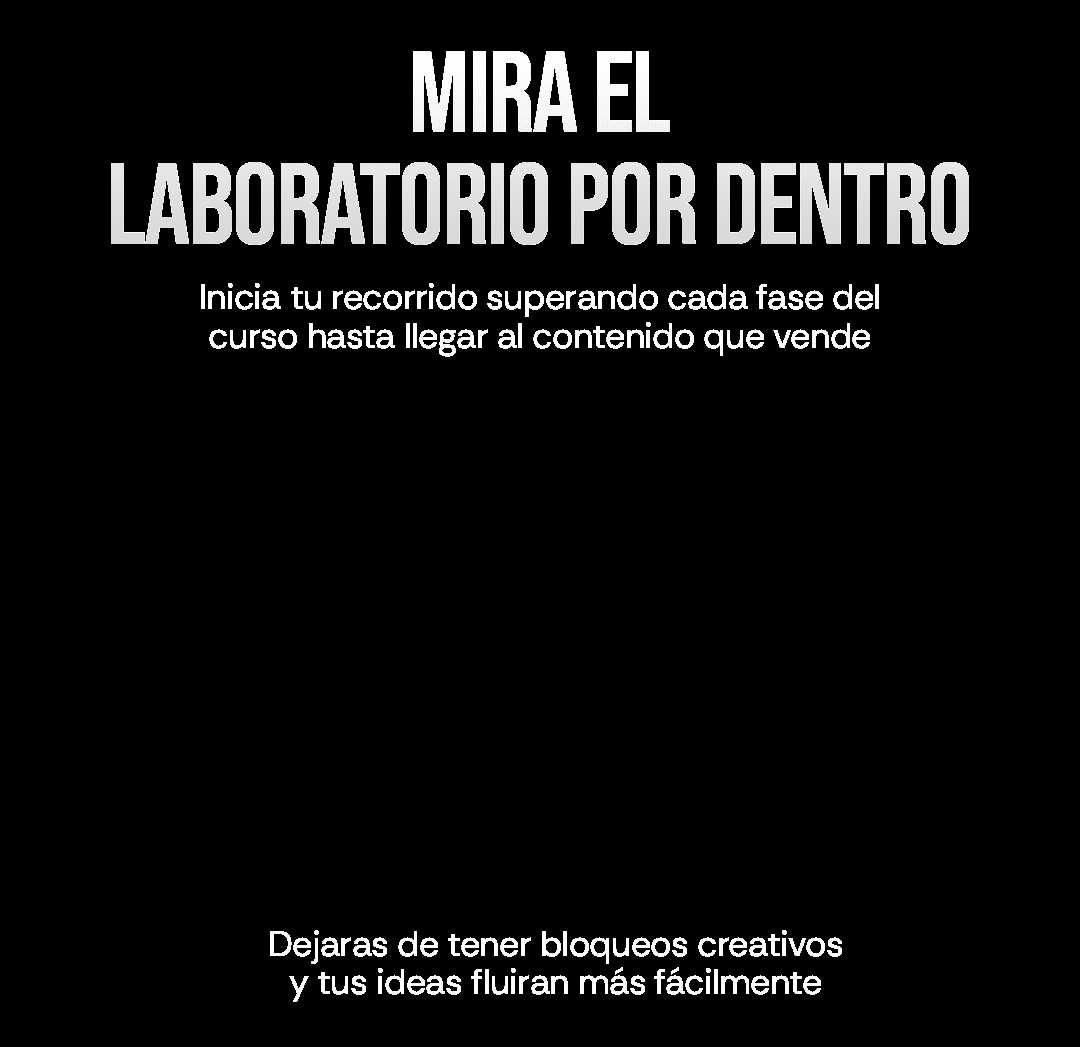 MIRA EL
LABORATORIO POR DENTRO
Inicia tu recorrido superando cada fase del
curso hasta llegar al contenido que vende
Dejaras de tener bloqueos creativos
y tus ideas fluiran más fácilmente